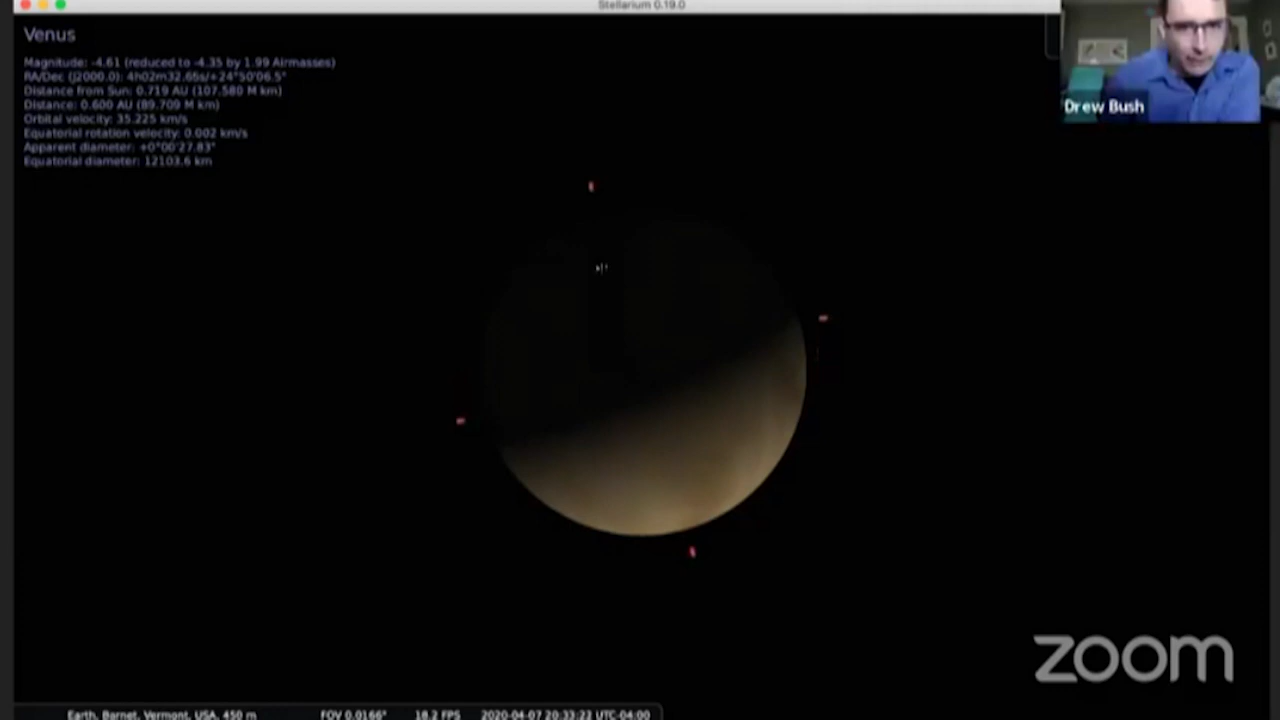 Stellarium 0.19.0
Venus
Magnitude: -4.61 (reduced to -4.35 by 1.99 Airmasses)
RA/Dec (J2000.0): 4h02m32.65s/+24°50'06.5"
Distance from Sun: 0.719 AU (107.580 M km)
Distance: 0.600 AU (89.709 M km)
Orbital velocity: 35.225 km/s
Equatorial rotation velocity: 0.002 km/s
Apparent diameter: +0°00'27.83"
Equatorial diameter: 12103.6 km
Drew Bush
zoom
Earth, Barnet, Vermont, USA, 450 m FOV 0.0166° 18.2 FPS 2020-04-07 20:33:22 UTC-04:00